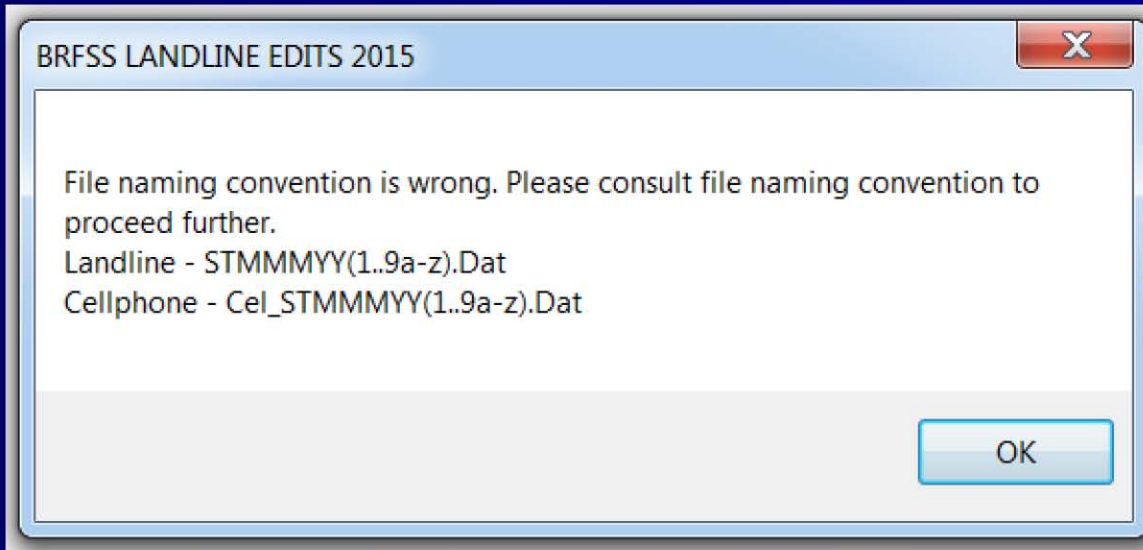 BRFSS LANDLINE EDITS 2015
File naming convention is wrong. Please consult file naming convention to
proceed further.
Landline - STMMMYY(1..9a-z).Dat
Cellphone - Cel_STMMMYY(1..9a-z).Dat
OK